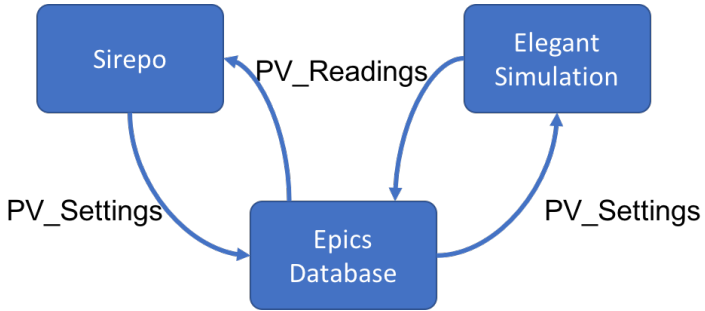 Sirepo
PV_Readings
Elegant
Simulation
PV_Settings
PV_Settings
Epics
Database